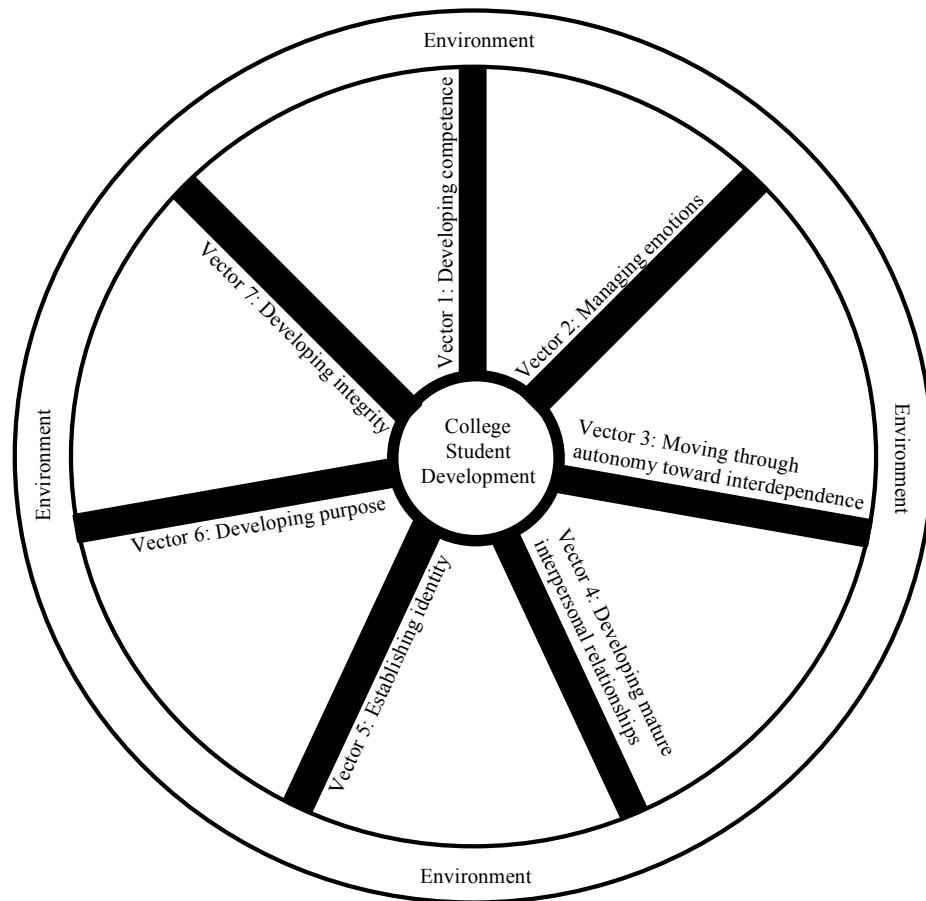 Environment
Vector 1: Developing competence
Vector 2: Managing emotions
Vector 3: Moving through
autonomy toward interdependence
Vector 4: Developing mature
interpersonal relationships
Vector 5: Establishing identity
Vector 6: Developing purpose
Vector 7: Developing integrity
College
Student
Development
Environment
Environment
Environment